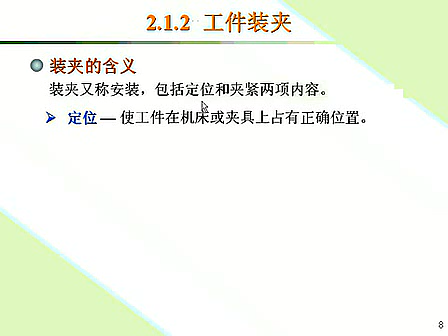 2.1.2 工件装夹
装夹的含义
装夹又称安装，包括定位和夹紧两项内容。
定位 — 使工件在机床或夹具上占有正确位置。
8